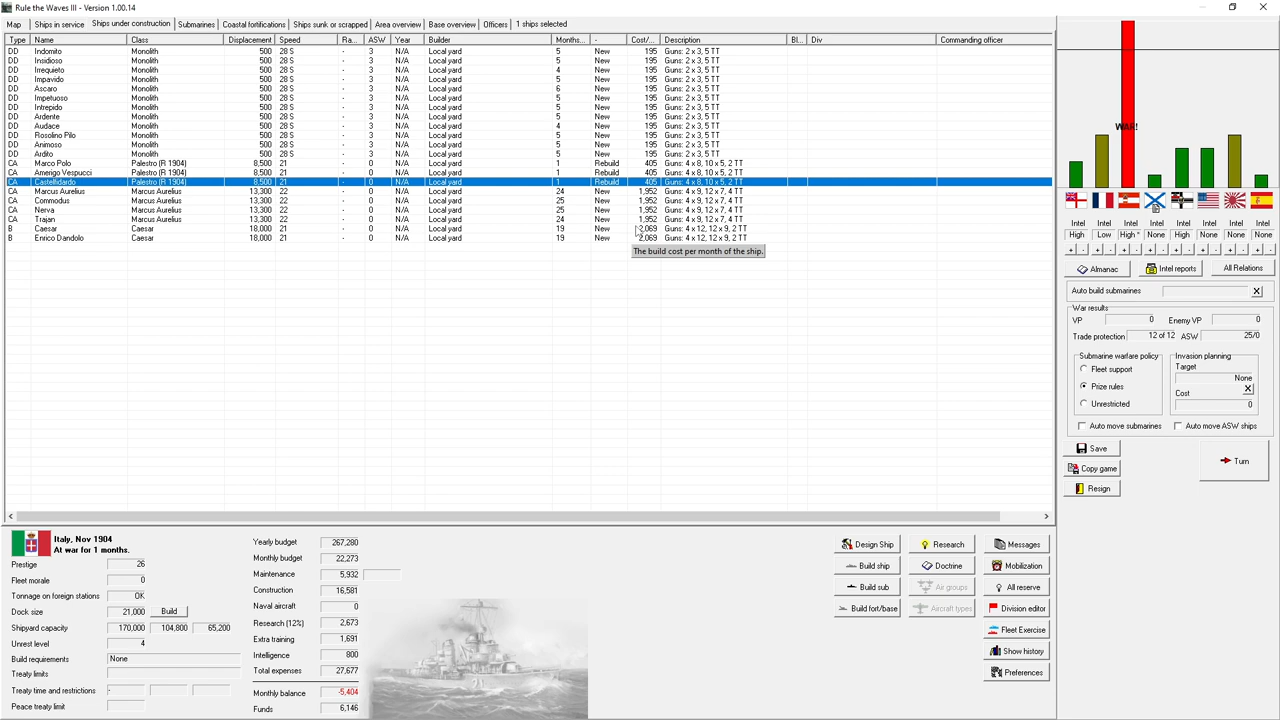 Rule the Waves III - Version 1.00.14
Map Ships in service Ships under construction Submarines Coastal fortifications Ships sunk or scrapped Area overview Base overview Officers 1 ships selected
Type Name Class Displacement Speed Ra... ASW Year Builder Months... - Cost/... Description Bl... Div Commanding officer
DD Indomito Monolith 500 28 S - 3 N/A Local yard 5 New 195 Guns: 2 x 3, 5 TT
DD Insidioso Monolith 500 28 S - 3 N/A Local yard 5 New 195 Guns: 2 x 3, 5 TT
DD Irrequieto Monolith 500 28 S - 3 N/A Local yard 4 New 195 Guns: 2 x 3, 5 TT
DD Impavido Monolith 500 28 S - 3 N/A Local yard 5 New 195 Guns: 2 x 3, 5 TT
DD Ascaro Monolith 500 28 S - 3 N/A Local yard 6 New 195 Guns: 2 x 3, 5 TT
DD Impetuoso Monolith 500 28 S - 3 N/A Local yard 5 New 195 Guns: 2 x 3, 5 TT
DD Intrepido Monolith 500 28 S - 3 N/A Local yard 5 New 195 Guns: 2 x 3, 5 TT
DD Ardente Monolith 500 28 S - 3 N/A Local yard 5 New 195 Guns: 2 x 3, 5 TT
DD Audace Monolith 500 28 S - 3 N/A Local yard 4 New 195 Guns: 2 x 3, 5 TT
DD Rosolino Pilo Monolith 500 28 S - 3 N/A Local yard 5 New 195 Guns: 2 x 3, 5 TT
DD Animoso Monolith 500 28 S - 3 N/A Local yard 5 New 195 Guns: 2 x 3, 5 TT
DD Ardito Monolith 500 28 S - 3 N/A Local yard 5 New 195 Guns: 2 x 3, 5 TT
CA Marco Polo Palestro (R 1904) 8,500 21 - 0 N/A Local yard 1 Rebuild 405 Guns: 4 x 8, 10 x 5, 2 TT
CA Amerigo Vespucci Palestro (R 1904) 8,500 21 - 0 N/A Local yard 1 Rebuild 405 Guns: 4 x 8, 10 x 5, 2 TT
CA Castelfidardo Palestro (R 1904) 8,500 21 - 0 N/A Local yard 1 Rebuild 405 Guns: 4 x 8, 10 x 5, 2 TT
CA Marcus Aurelius Marcus Aurelius 13,300 22 - 0 N/A Local yard 24 New 1,952 Guns: 4 x 9, 12 x 7, 4 TT
CA Commodus Marcus Aurelius 13,300 22 - 0 N/A Local yard 25 New 1,952 Guns: 4 x 9, 12 x 7, 4 TT
CA Nerva Marcus Aurelius 13,300 22 - 0 N/A Local yard 25 New 1,952 Guns: 4 x 9, 12 x 7, 4 TT
CA Trajan Marcus Aurelius 13,300 22 - 0 N/A Local yard 24 New 1,952 Guns: 4 x 9, 12 x 7, 4 TT
B Caesar Caesar 18,000 21 - 0 N/A Local yard 19 New 2,069 Guns: 4 x 12, 12 x 9, 2 TT
B Enrico Dandolo Caesar 18,000 21 - 0 N/A Local yard 19 New 2,069 Guns: 4 x 12, 12 x 9, 2 TT
The build cost per month of the ship.
WAR!
Intel Intel Intel Intel Intel Intel Intel Intel
High Low High * None High None None None
+ - + - + - + - + - + - + - + -
Almanac Intel reports All Relations
Auto build submarines X
War results
VP 0 Enemy VP 0
Trade protection 12 of 12 ASW 25/0
Submarine warfare policy
Fleet support
Prize rules
Unrestricted
Invasion planning
Target
None
Cost X
0
Auto move submarines Auto move ASW ships
Save
Copy game
Resign
Turn
Italy, Nov 1904
At war for 1 months.
Prestige 26
Fleet morale 0
Tonnage on foreign stations OK
Dock size 21,000 Build
Shipyard capacity 170,000 104,800 65,200
Unrest level 4
Build requirements None
Treaty limits
Treaty time and restrictions -
Peace treaty limit
Yearly budget 267,280
Monthly budget 22,273
Maintenance 5,932
Construction 16,581
Naval aircraft 0
Research (12%) 2,673
Extra training 1,691
Intelligence 800
Total expenses 27,677
Monthly balance -5,404
Funds 6,146
Design Ship Research Messages
Build ship Doctrine Mobilization
Build sub Air groups All reserve
Build fort/base Aircraft types Division editor
Fleet Exercise
Show history
Preferences